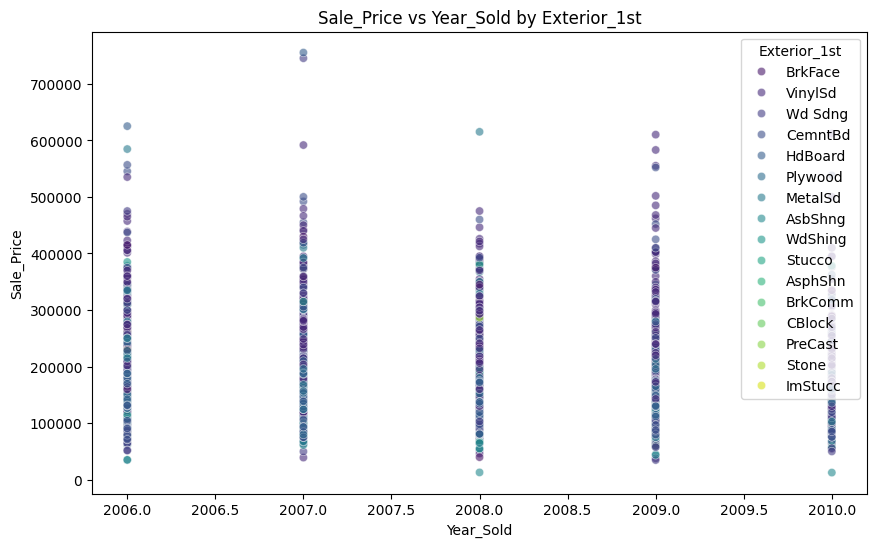 Sale_Price vs Year_Sold by Exterior_1st
Sale_Price
700000
600000
500000
400000
300000
200000
100000
0
Exterior_1st
BrkFace
VinylSd
Wd Sdng
CemntBd
HdBoard
Plywood
MetalSd
AsbShng
WdShing
Stucco
AsphShn
BrkComm
CBlock
PreCast
Stone
ImStucc
2006.0 2006.5 2007.0 2007.5 2008.0 2008.5 2009.0 2009.5 2010.0
Year_Sold